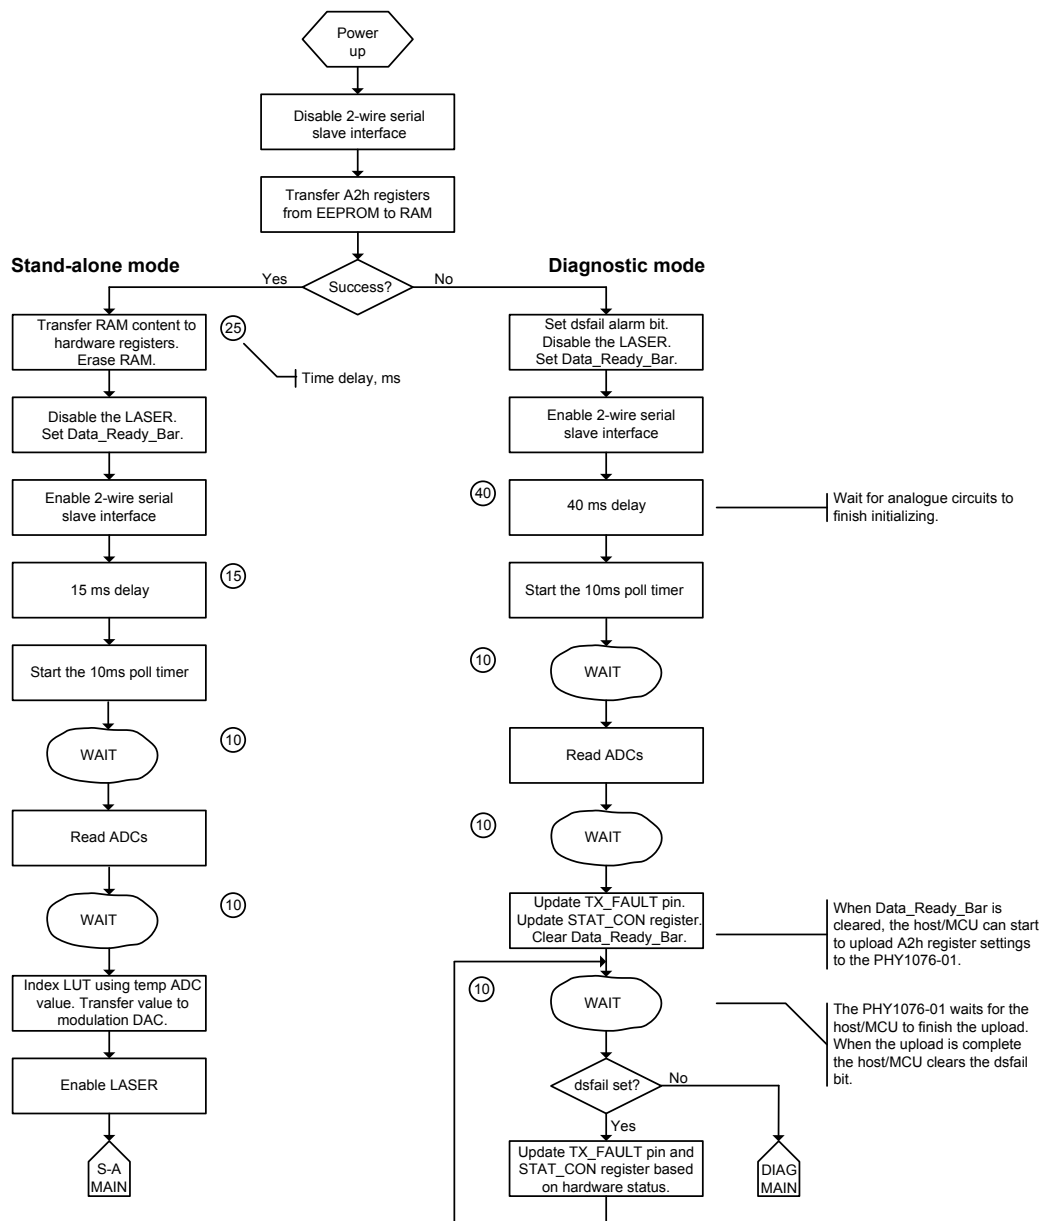 Power
up
Disable 2-wire serial
slave interface
Transfer A2h registers
from EEPROM to RAM
Stand-alone mode
Diagnostic mode
Yes
Success?
No
Transfer RAM content to
hardware registers.
Erase RAM.
25
Time delay, ms
Disable the LASER.
Set Data_Ready_Bar.
Enable 2-wire serial
slave interface
15 ms delay
15
Start the 10ms poll timer
WAIT
10
Read ADCs
WAIT
10
Index LUT using temp ADC
value. Transfer value to
modulation DAC.
Enable LASER
S-A
MAIN
Set dsfail alarm bit.
Disable the LASER.
Set Data_Ready_Bar.
Enable 2-wire serial
slave interface
40
40 ms delay
Wait for analogue circuits to
finish initializing.
Start the 10ms poll timer
10
WAIT
Read ADCs
10
WAIT
Update TX_FAULT pin.
Update STAT_CON register.
Clear Data_Ready_Bar.
When Data_Ready_Bar is
cleared, the host/MCU can start
to upload A2h register settings
to the PHY1076-01.
10
WAIT
The PHY1076-01 waits for the
host/MCU to finish the upload.
When the upload is complete
the host/MCU clears the dsfail
bit.
dsfail set?
No
Yes
Update TX_FAULT pin and
STAT_CON register based
on hardware status.
DIAG
MAIN